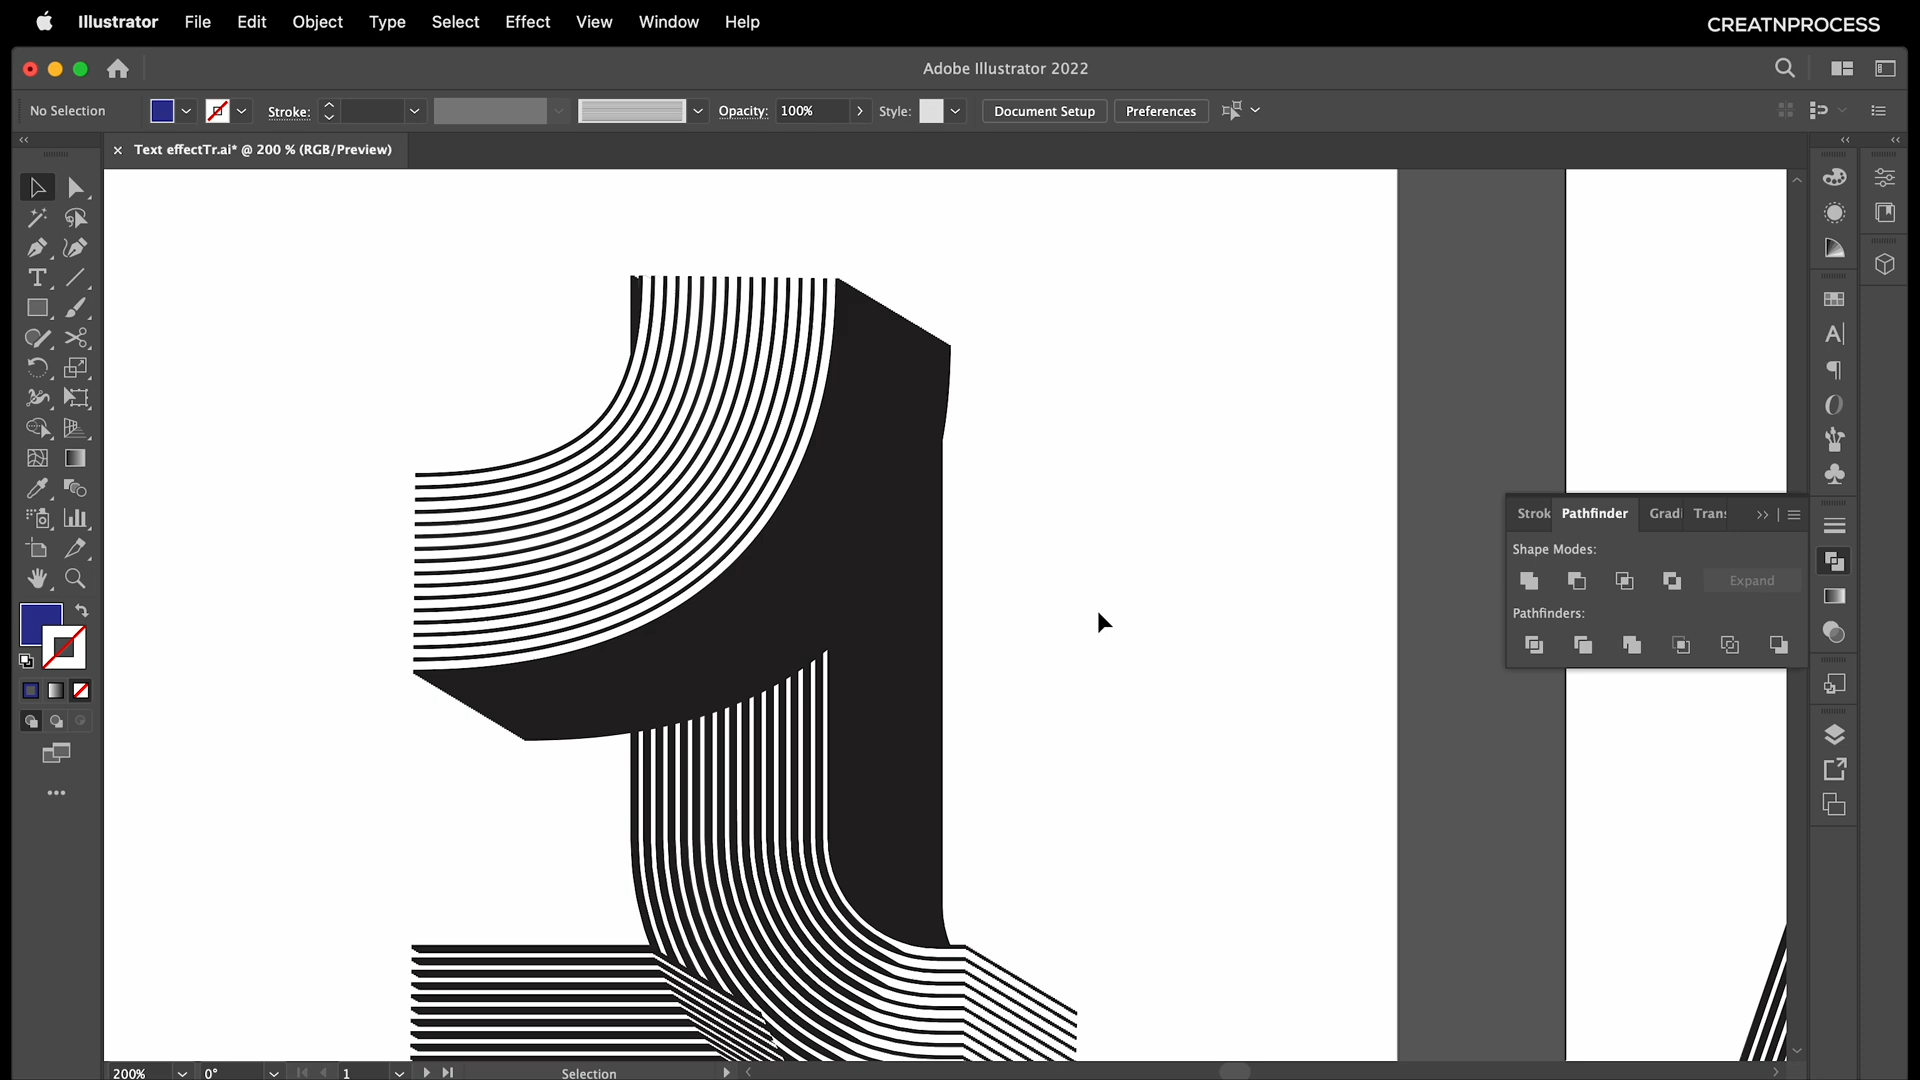 Illustrator File Edit Object Type Select Effect View Window Help
CREATNPROCESS
Adobe Illustrator 2022
No Selection Stroke: Opacity: 100% Style: Document Setup Preferences
Text effectTr.ai* @ 200 % (RGB/Preview)
Strok Pathfinder Gradi Trans
Shape Modes:
Expand
Pathfinders:
200% 0° 1 Selection